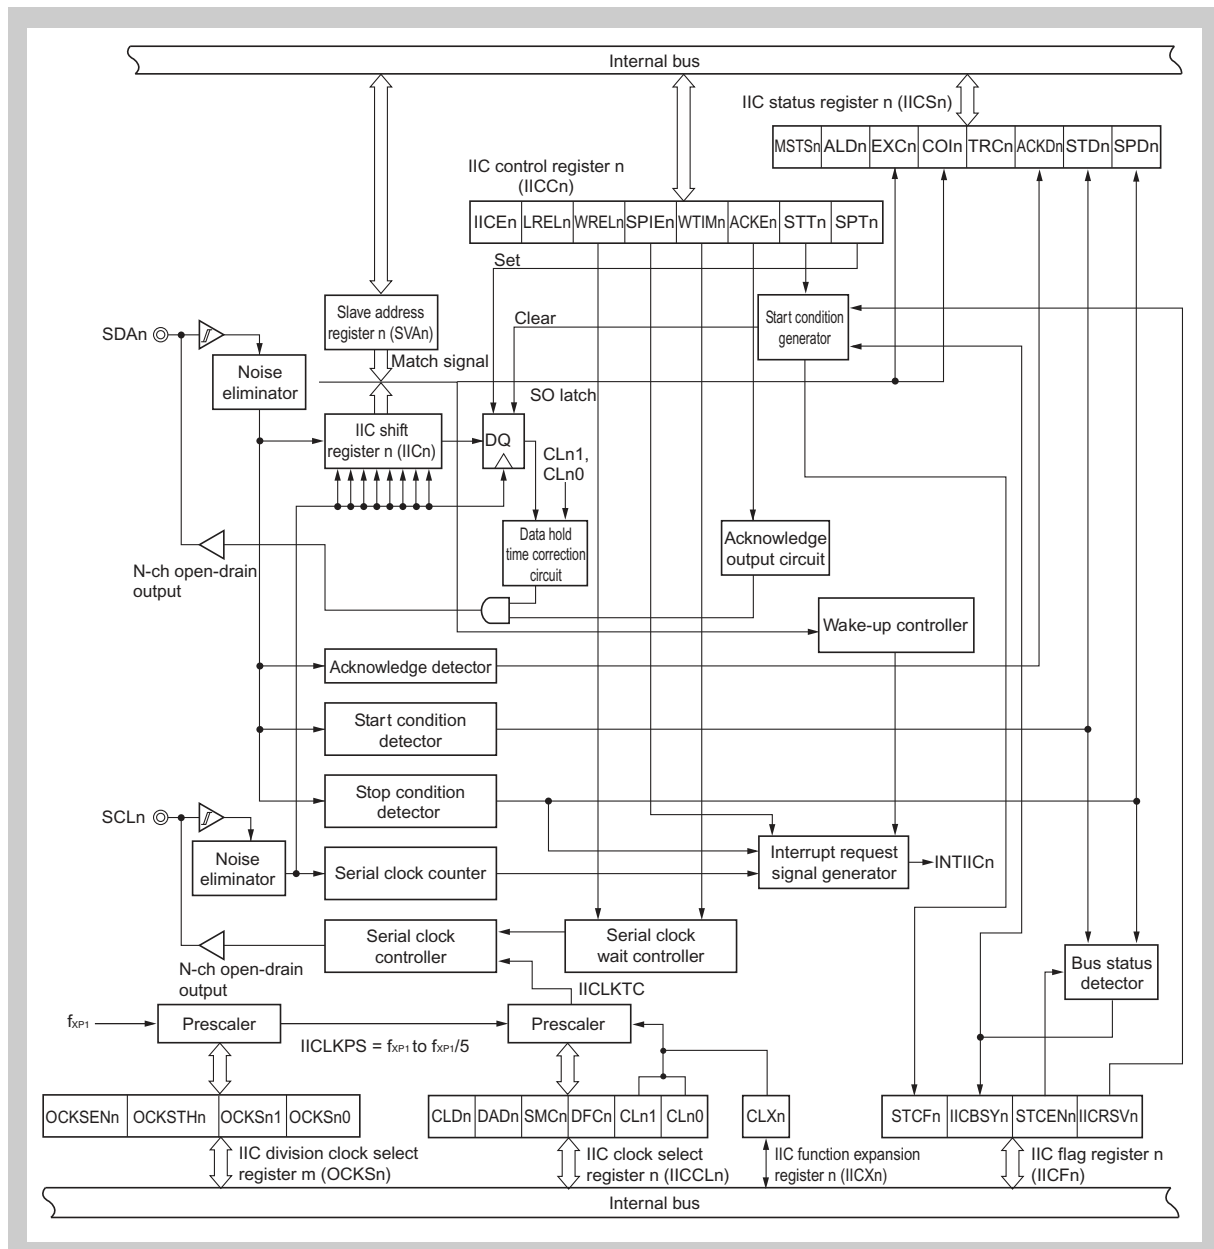 Internal bus
IIC status register n (IICSn)
MSTSn ALDn EXCn COIn TRCn ACKDn STDn SPDn
IIC control register n
(IICCn)
IICEn LRELn WRELn SPIEn WTIMn ACKEn STTn SPTn
Set
Slave address
register n (SVAn)
Clear
Start condition
generator
SDAn
Noise
eliminator
Match signal
SO latch
IIC shift
register n (IICn)
DQ
CLn1,
CLn0
Data hold
time correction
circuit
Acknowledge
output circuit
N-ch open-drain
output
Wake-up controller
Acknowledge detector
Start condition
detector
Stop condition
detector
SCLn
Noise
eliminator
Serial clock counter
Interrupt request
signal generator
INTIICn
Serial clock
controller
Serial clock
wait controller
Bus status
detector
N-ch open-drain
output
IICLKTC
fXP1
Prescaler
IICLKPS = fXP1 to fXP1/5
Prescaler
OCKSENn OCKSTHn OCKSn1 OCKSn0
CLDn DADn SMCn DFCn CLn1 CLn0
CLXn
STCFn IICBSYn STCENn IICRSVn
IIC division clock select
register m (OCKSn)
IIC clock select
register n (IICCLn)
IIC function expansion
register n (IICXn)
IIC flag register n
(IICFn)
Internal bus